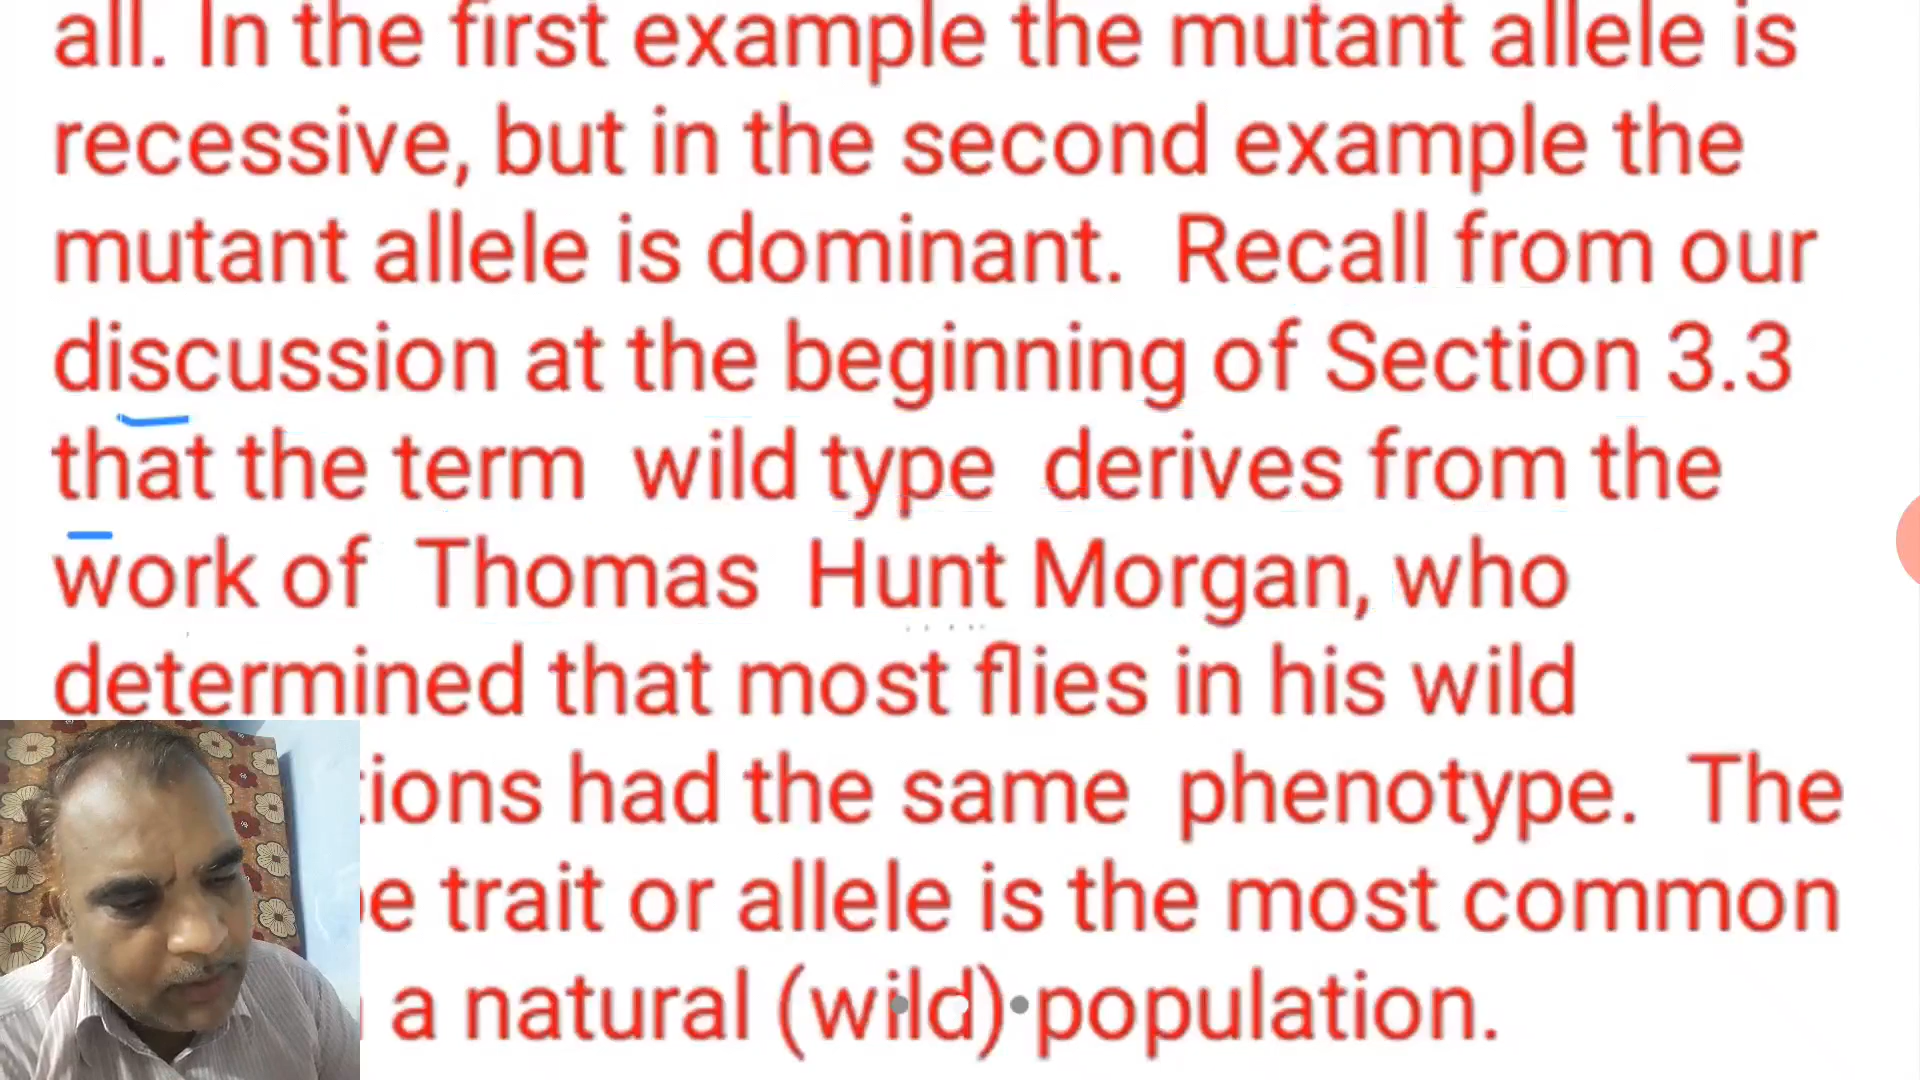 all. In the first example the mutant allele is
recessive, but in the second example the
mutant allele is dominant. Recall from our
discussion at the beginning of Section 3.3
that the term wild type derives from the
work of Thomas Hunt Morgan, who
determined that most flies in his wild
tions had the same phenotype. The
e trait or allele is the most common
a natural (wild) population.